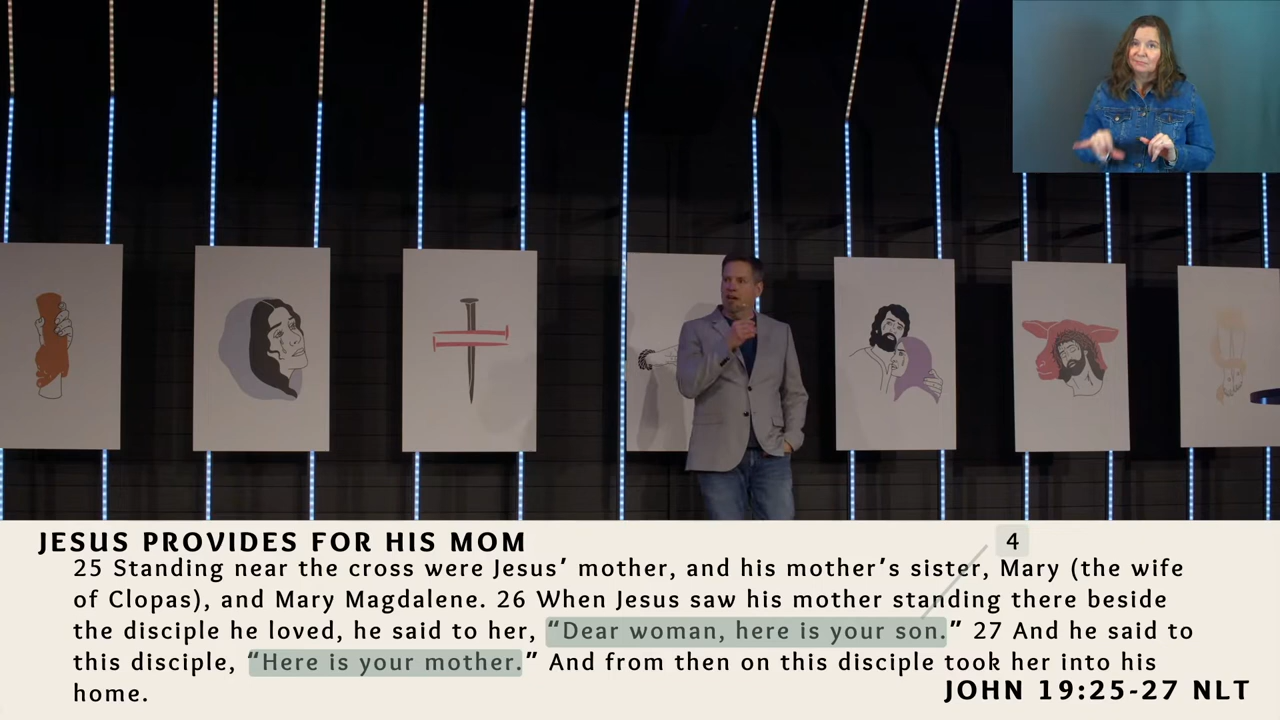 JESUS PROVIDES FOR HIS MOM
4
25 Standing near the cross were Jesus’ mother, and his mother’s sister, Mary (the wife
of Clopas), and Mary Magdalene. 26 When Jesus saw his mother standing there beside
the disciple he loved, he said to her, “Dear woman, here is your son.” 27 And he said to
this disciple, “Here is your mother.” And from then on this disciple took her into his
home.
JOHN 19:25-27 NLT